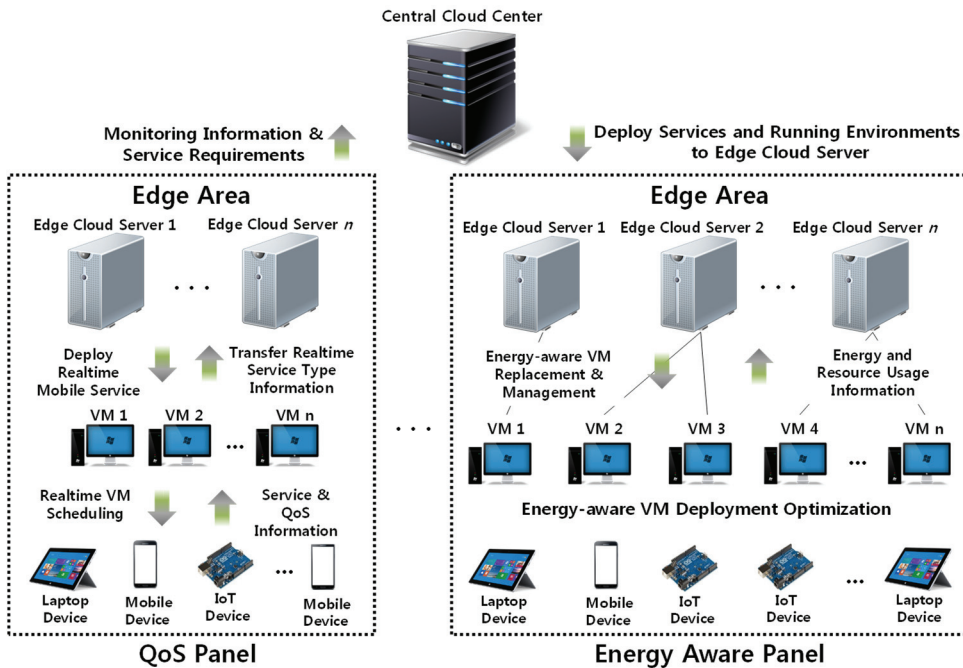 Central Cloud Center
Monitoring Information &
Service Requirements
Deploy Services and Running Environments
to Edge Cloud Server
Edge Area
Edge Cloud Server 1
Edge Cloud Server n
. . .
Deploy
Realtime
Mobile Service
Transfer Realtime
Service Type
Information
VM 1
VM 2
...
VM n
Realtime VM
Scheduling
Service &
QoS
Information
Laptop
Device
Mobile
Device
IoT
Device
...
Mobile
Device
QoS Panel
. . .
. . .
Edge Area
Edge Cloud Server 1
Edge Cloud Server 2
Edge Cloud Server n
. . .
Energy-aware VM
Replacement &
Management
Energy and
Resource Usage
Information
VM 1
VM 2
VM 3
VM 4
...
VM n
Energy-aware VM Deployment Optimization
Laptop
Device
Mobile
Device
IoT
Device
IoT
Device
...
Laptop
Device
Energy Aware Panel